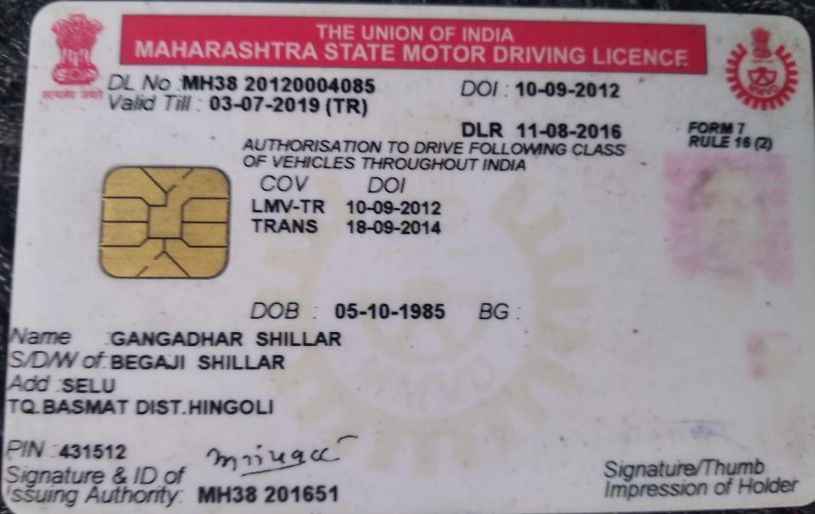 THE UNION OF INDIA
MAHARASHTRA STATE MOTOR DRIVING LICENCE
सत्यमेव जयते
DL No : MH38 20120004085 DOI : 10-09-2012
Valid Till : 03-07-2019 (TR)
DLR 11-08-2016 FORM 7
RULE 16 (2)
AUTHORISATION TO DRIVE FOLLOWING CLASS
OF VEHICLES THROUGHOUT INDIA
COV DOI
LMV-TR 10-09-2012
TRANS 18-09-2014
DOB : 05-10-1985 BG :
Name : GANGADHAR SHILLAR
S/D/W of : BEGAJI SHILLAR
Add : SELU
TQ.BASMAT DIST.HINGOLI
PIN : 431512
Signature & ID of
Issuing Authority: MH38 201651
Signature/Thumb
Impression of Holder